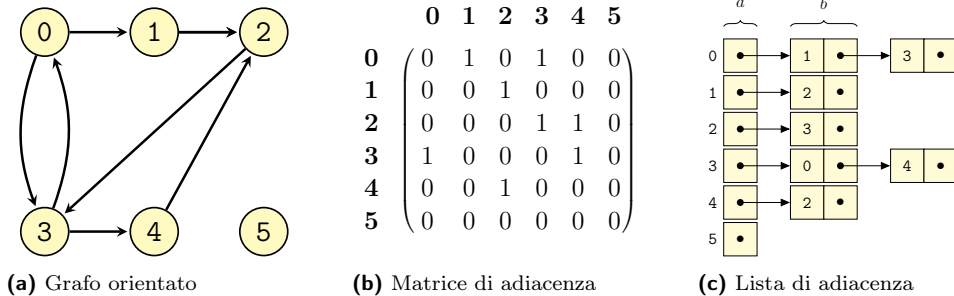 0 1 2
3 4 5
(a) Grafo orientato
0 1 2 3 4 5
0 0 1 0 1 0 0
1 0 0 1 0 0 0
2 0 0 0 1 1 0
3 1 0 0 0 1 0
4 0 0 1 0 0 0
5 0 0 0 0 0 0
(b) Matrice di adiacenza
a b
0 1 3
1 2
2 3
3 0 4
4 2
5
(c) Lista di adiacenza